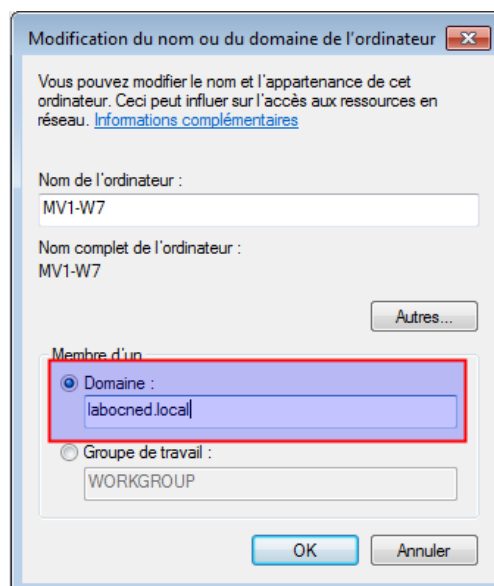 Modification du nom ou du domaine de l'ordinateur
Vous pouvez modifier le nom et l'appartenance de cet
ordinateur. Ceci peut influer sur l'accès aux ressources en
réseau. Informations complémentaires
Nom de l'ordinateur :
MV1-W7
Nom complet de l'ordinateur :
MV1-W7
Autres...
Membre d'un
Domaine :
labocned.local
Groupe de travail :
WORKGROUP
OK Annuler